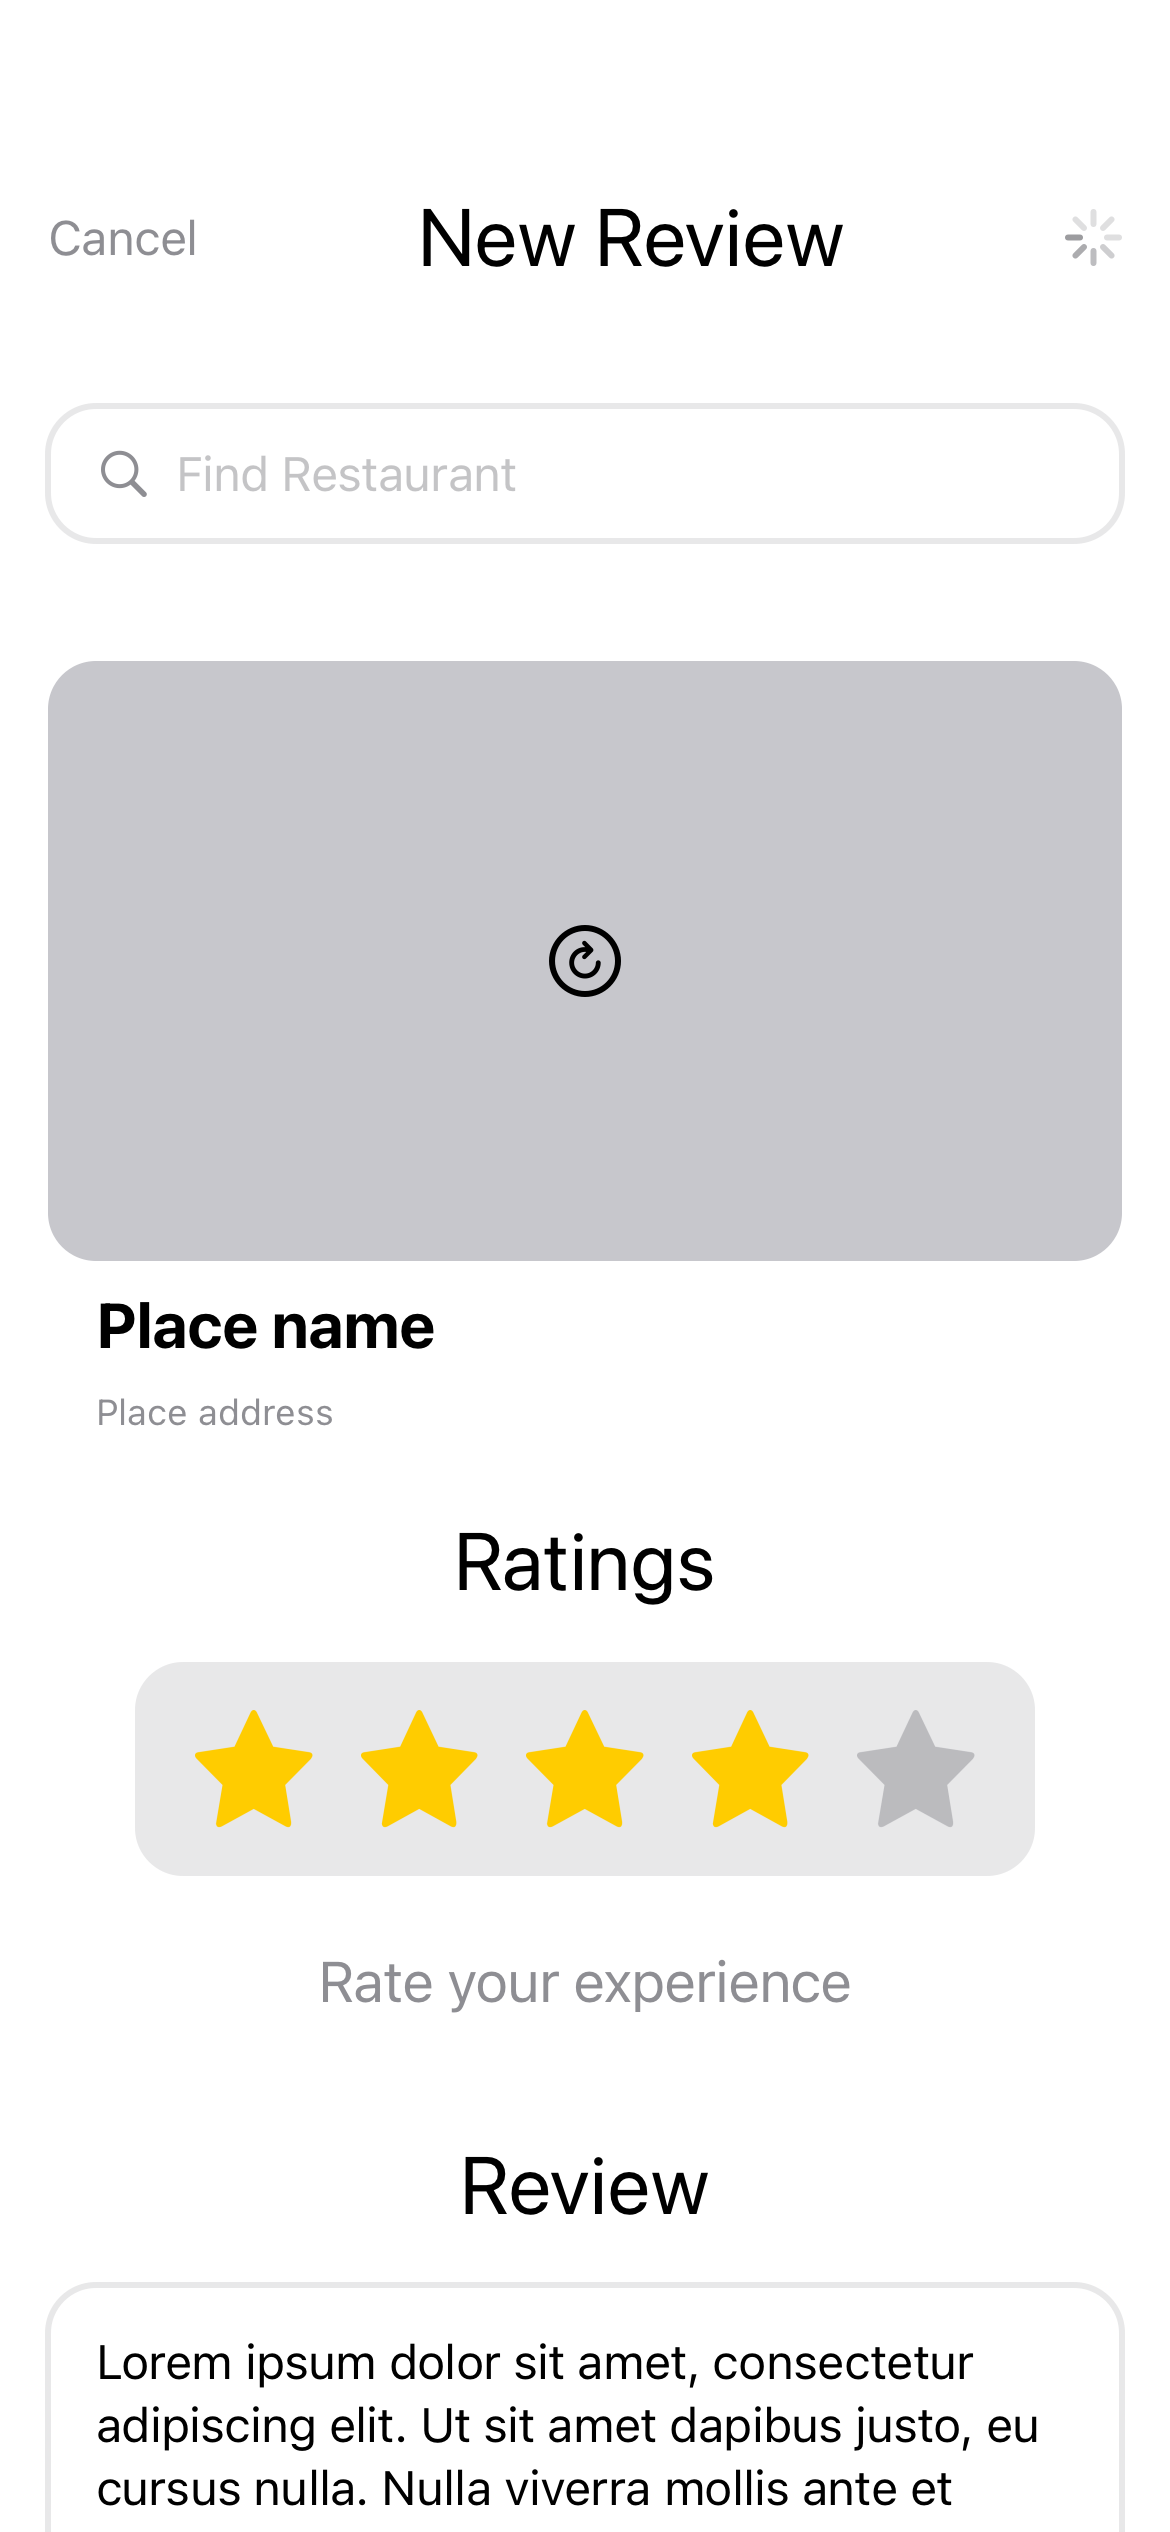 Cancel
New Review
Find Restaurant
Place name
Place address
Ratings
Rate your experience
Review
Lorem ipsum dolor sit amet, consectetur
adipiscing elit. Ut sit amet dapibus justo, eu
cursus nulla. Nulla viverra mollis ante et